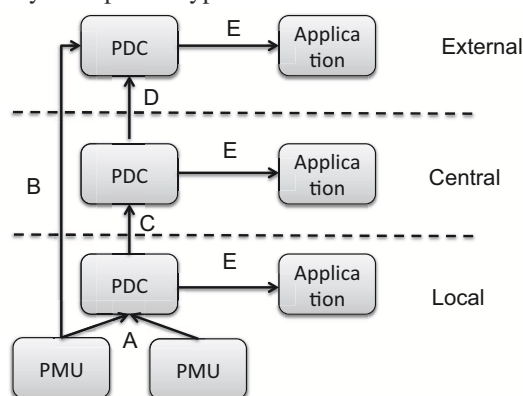 E
PDC
Applica
tion
External
D
B
E
PDC
Applica
tion
Central
C
E
PDC
Applica
tion
Local
A
PMU
PMU